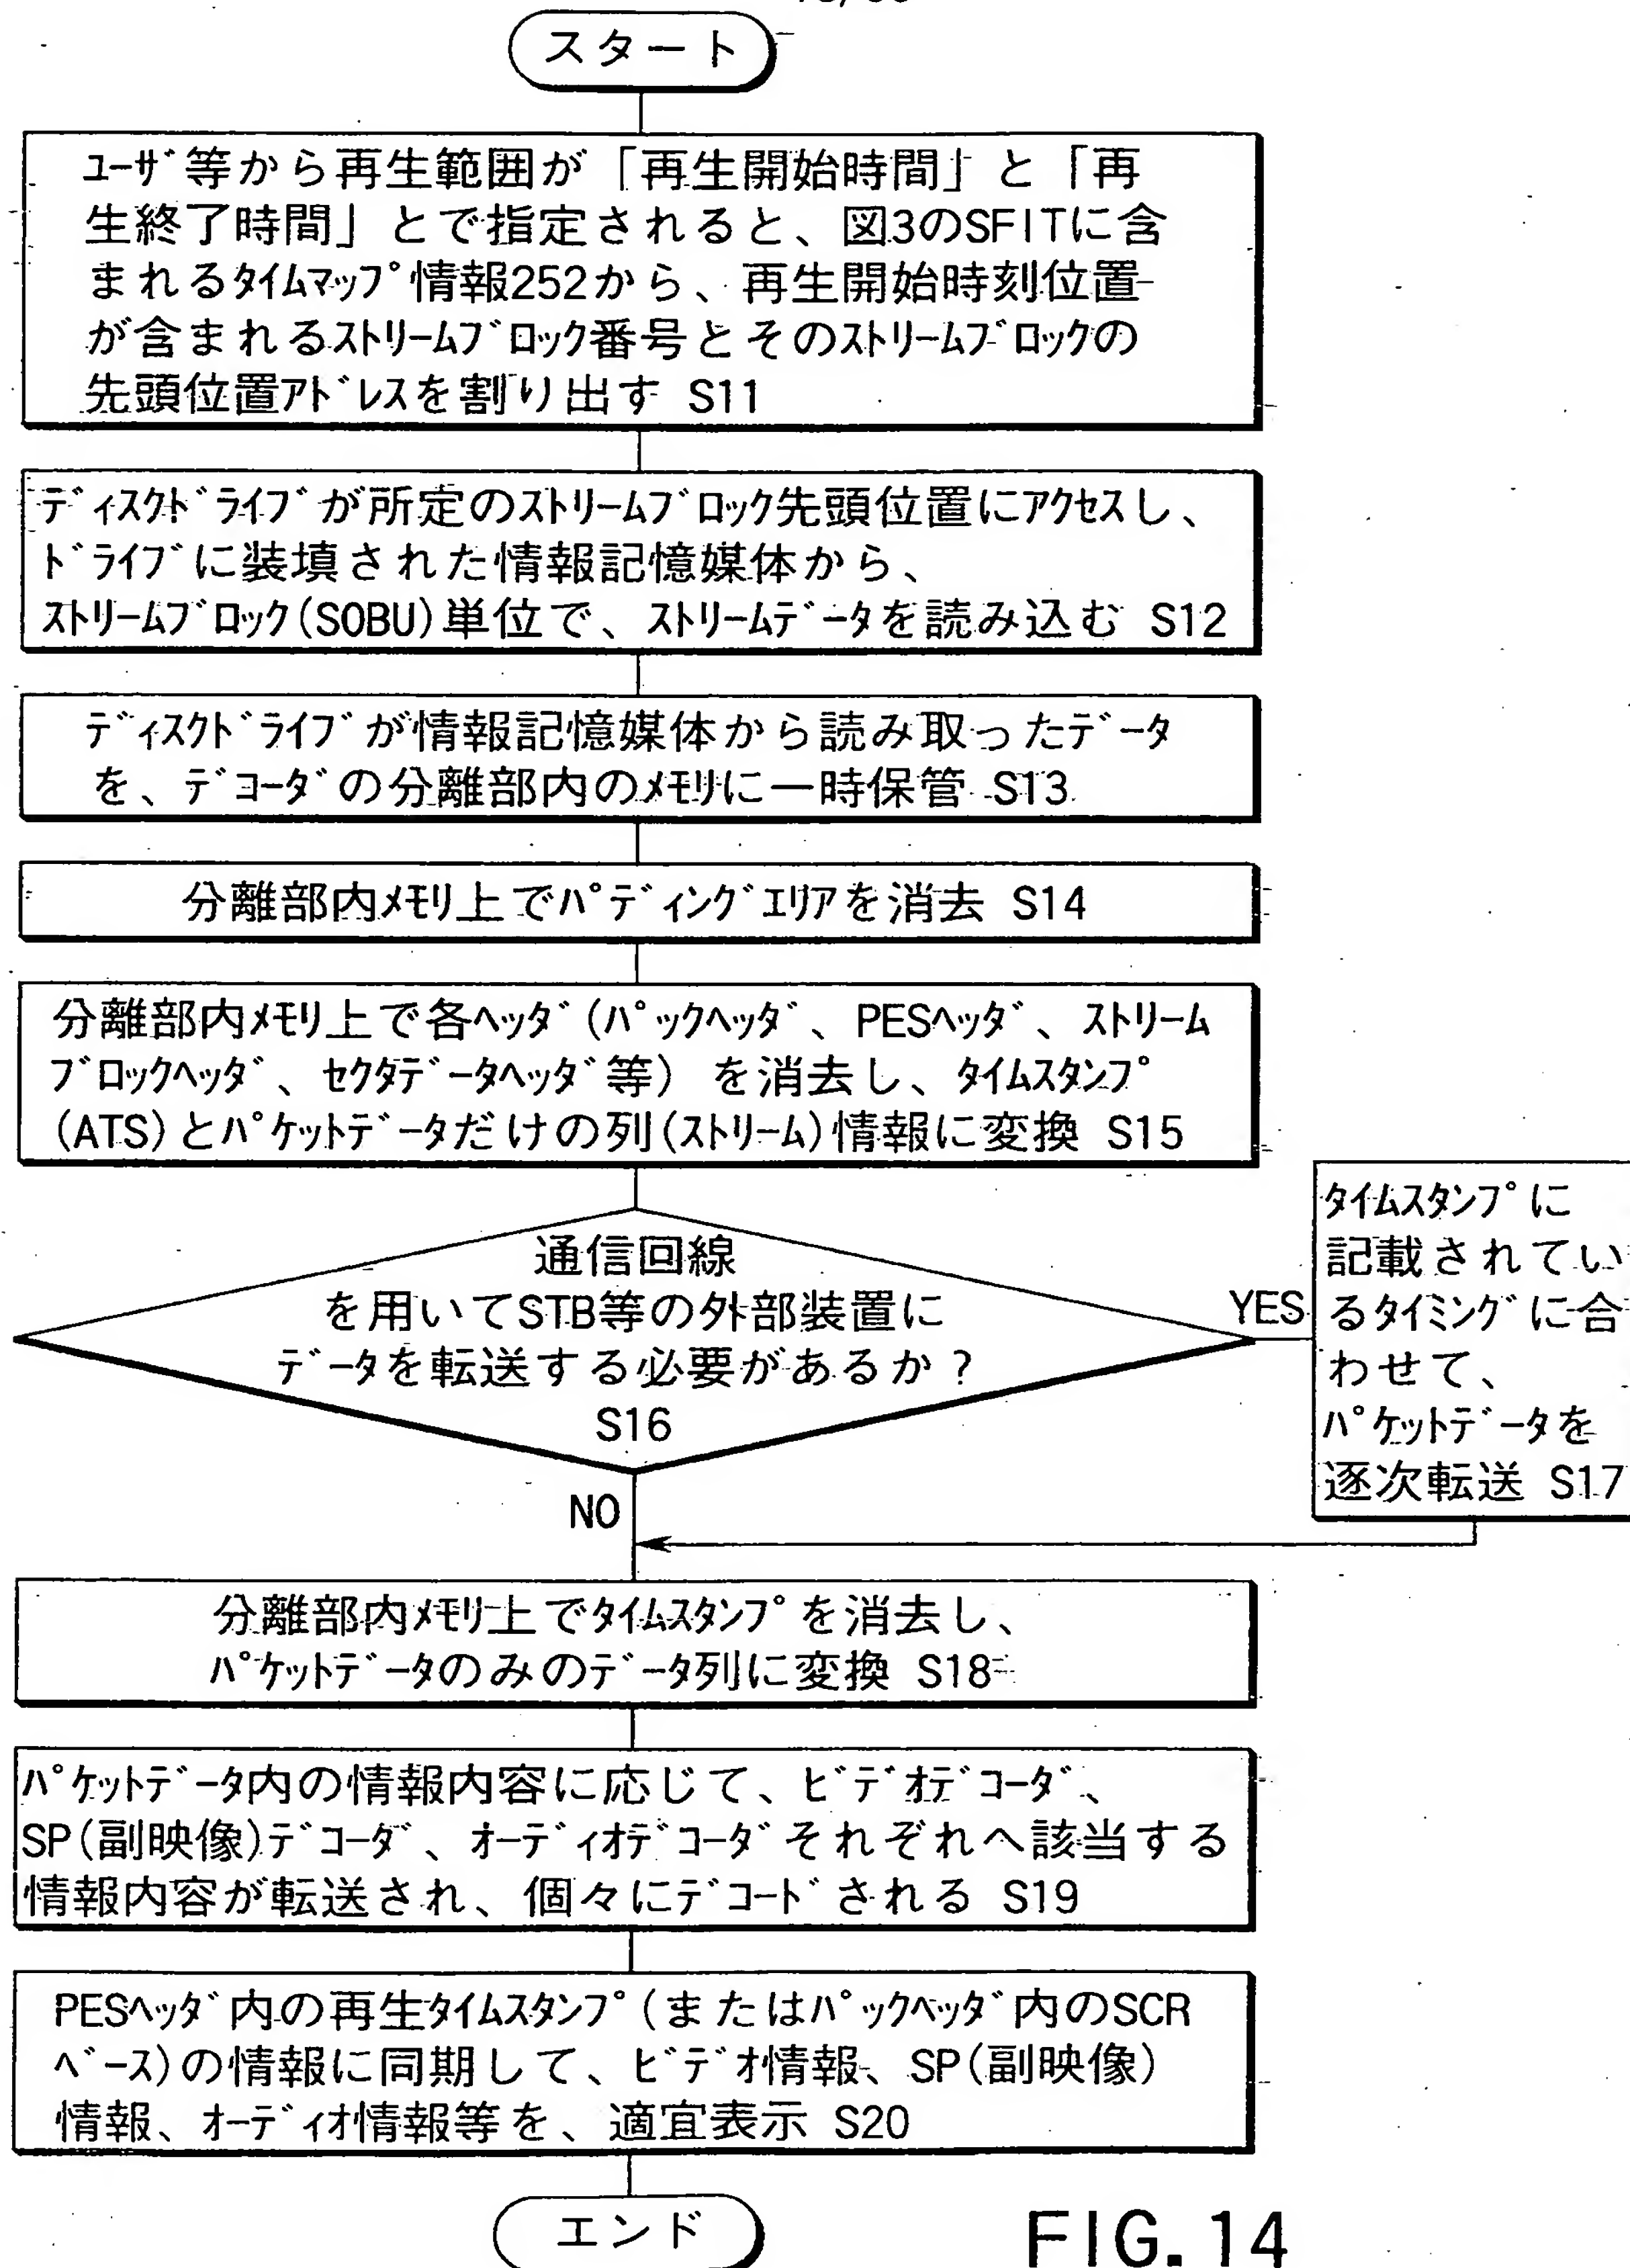 スタート
ﾕｰｻﾞ等から再生範囲が「再生開始時間」と「再
生終了時間」とで指定されると、図3のSFITに含
まれるﾀｲﾑﾏｯﾌﾟ情報252から、再生開始時刻位置
が含まれるｽﾄﾘｰﾑﾌﾞﾛｯｸ番号とそのｽﾄﾘｰﾑﾌﾞﾛｯｸの
先頭位置ｱﾄﾞﾚｽを割り出す S11
ﾃﾞｨｽｸﾄﾞﾗｲﾌﾞが所定のｽﾄﾘｰﾑﾌﾞﾛｯｸ先頭位置にｱｸｾｽし、
ﾄﾞﾗｲﾌﾞに装填された情報記憶媒体から、
ｽﾄﾘｰﾑﾌﾞﾛｯｸ(SOBU)単位で、ｽﾄﾘｰﾑﾃﾞｰﾀを読み込む S12
ﾃﾞｨｽｸﾄﾞﾗｲﾌﾞが情報記憶媒体から読み取ったﾃﾞｰﾀ
を、ﾃﾞｺｰﾀﾞの分離部内のﾒﾓﾘに一時保管 S13
分離部内ﾒﾓﾘ上でﾊﾟﾃﾞｨﾝｸﾞｴﾘｱを消去 S14
分離部内ﾒﾓﾘ上で各ﾍｯﾀﾞ(ﾊﾟｯｸﾍｯﾀﾞ、PESﾍｯﾀﾞ、ｽﾄﾘｰﾑ
ﾌﾞﾛｯｸﾍｯﾀﾞ、ｾｸﾀﾃﾞｰﾀﾍｯﾀﾞ等) を消去し、ﾀｲﾑｽﾀﾝﾌﾟ
(ATS)とﾊﾟｹｯﾄﾃﾞｰﾀだけの列(ｽﾄﾘｰﾑ)情報に変換 S15
通信回線
を用いてSTB等の外部装置に
ﾃﾞｰﾀを転送する必要があるか?
S16
YES
ﾀｲﾑｽﾀﾝﾌﾟに
記載されてい
るﾀｲﾐﾝｸﾞに合
わせて、
ﾊﾟｹｯﾄﾃﾞｰﾀを
逐次転送 S17
NO
分離部内ﾒﾓﾘ上でﾀｲﾑｽﾀﾝﾌﾟを消去し、
ﾊﾟｹｯﾄﾃﾞｰﾀのみのﾃﾞｰﾀ列に変換 S18
ﾊﾟｹｯﾄﾃﾞｰﾀ内の情報内容に応じて、ﾋﾞﾃﾞｵﾃﾞｺｰﾀﾞ、
SP(副映像)ﾃﾞｺｰﾀﾞ、ｵｰﾃﾞｨｵﾃﾞｺｰﾀﾞそれぞれへ該当する
情報内容が転送され、個々にﾃﾞｺｰﾄﾞされる S19
PESﾍｯﾀﾞ内の再生ﾀｲﾑｽﾀﾝﾌﾟ(またはﾊﾟｯｸﾍｯﾀﾞ内のSCR
ﾍﾞｰｽ)の情報に同期して、ﾋﾞﾃﾞｵ情報、SP(副映像)
情報、ｵｰﾃﾞｨｵ情報等を、適宜表示 S20
エンド
FIG. 14